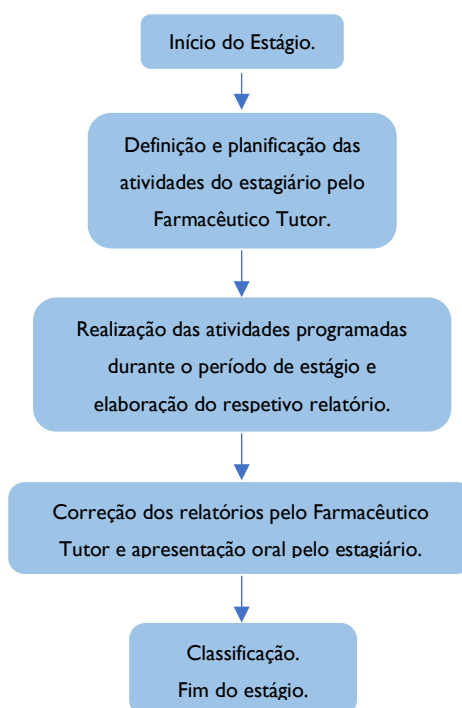 Início do Estágio.
Definição e planificação das
atividades do estagiário pelo
Farmacêutico Tutor.
Realização das atividades programadas
durante o período de estágio e
elaboração do respetivo relatório.
Correção dos relatórios pelo Farmacêutico
Tutor e apresentação oral pelo estagiário.
Classificação.
Fim do estágio.